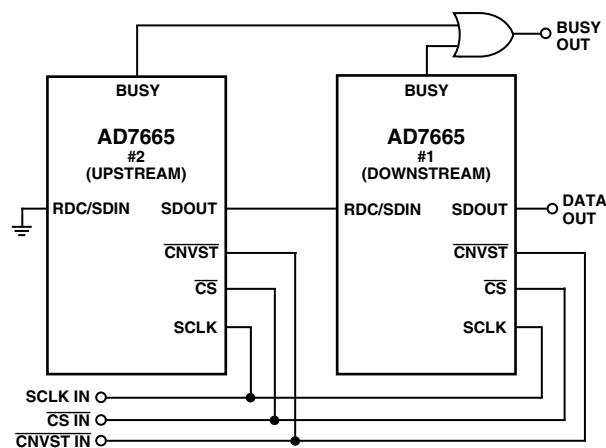 BUSY
OUT
BUSY
BUSY
AD7665
#2
(UPSTREAM)
AD7665
#1
(DOWNSTREAM)
RDC/SDIN
SDOUT
RDC/SDIN
SDOUT
DATA
OUT
CNVST
CNVST
CS
CS
SCLK
SCLK
SCLK IN
CS IN
CNVST IN